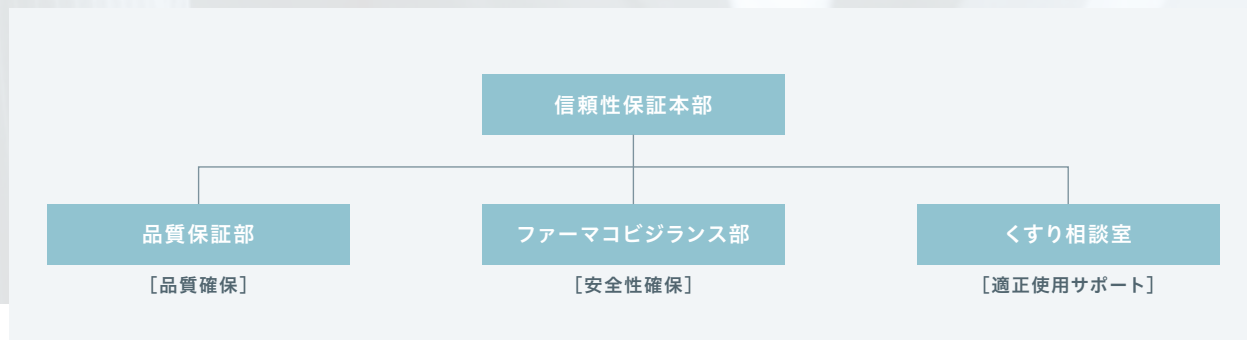 信頼性保証本部
品質保証部
ファーマコビジランス部
くすり相談室
［品質確保］
［安全性確保］
［適正使用サポート］